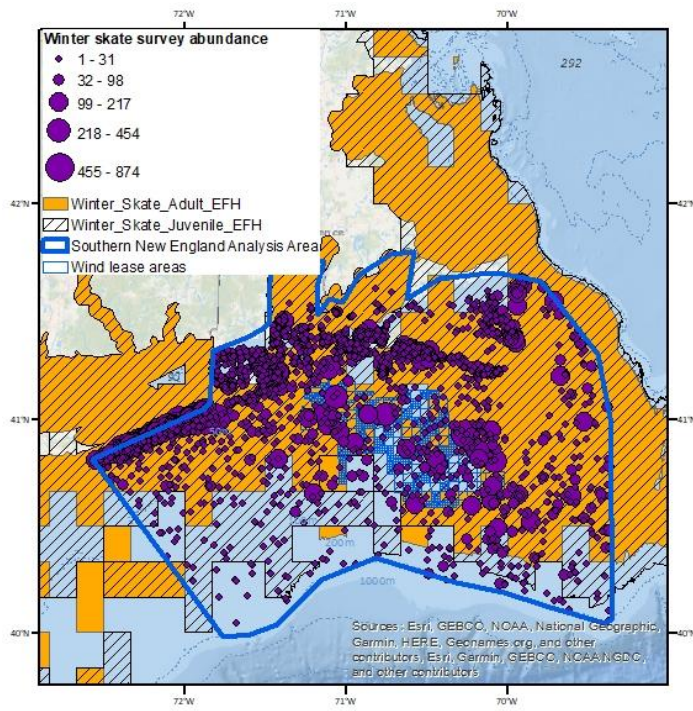 72°W 71°W 70°W
Winter skate survey abundance
1 - 31
32 - 98
99 - 217
218 - 454
455 - 874
Winter_Skate_Adult_EFH
Winter_Skate_Juvenile_EFH
Southern New England Analysis Area
Wind lease areas
292
42°N 42°N
41°N 41°N
200m
1000m
40°N 40°N
Sources: Esri, GEBCO, NOAA, National Geographic,
Garmin, HERE, Geonames.org, and other
contributors, Esri, Garmin, GEBCO, NOAA NGDC,
and other contributors
72°W 71°W 70°W